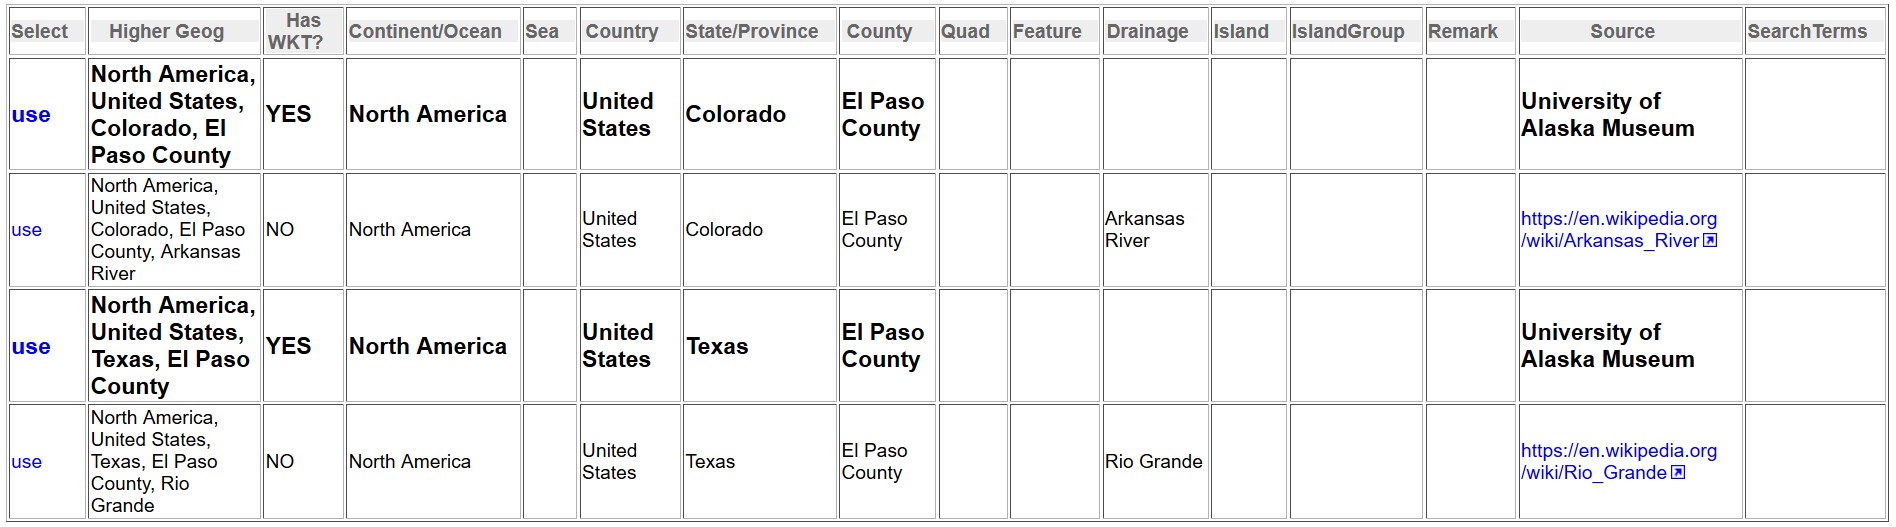 Select Higher Geog Has WKT? Continent/Ocean Sea Country State/Province County Quad Feature Drainage Island IslandGroup Remark Source SearchTerms
use
North America,
United States,
Colorado, El
Paso County
YES
North America
United
States
Colorado
El Paso
County
University of
Alaska Museum
use
North America,
United States,
Colorado, El Paso
County, Arkansas
River
NO
North America
United
States
Colorado
El Paso
County
Arkansas
River
https://en.wikipedia.org
/wiki/Arkansas_River
use
North America,
United States,
Texas, El Paso
County
YES
North America
United
States
Texas
El Paso
County
University of
Alaska Museum
use
North America,
United States,
Texas, El Paso
County, Rio
Grande
NO
North America
United
States
Texas
El Paso
County
Rio Grande
https://en.wikipedia.org
/wiki/Rio_Grande